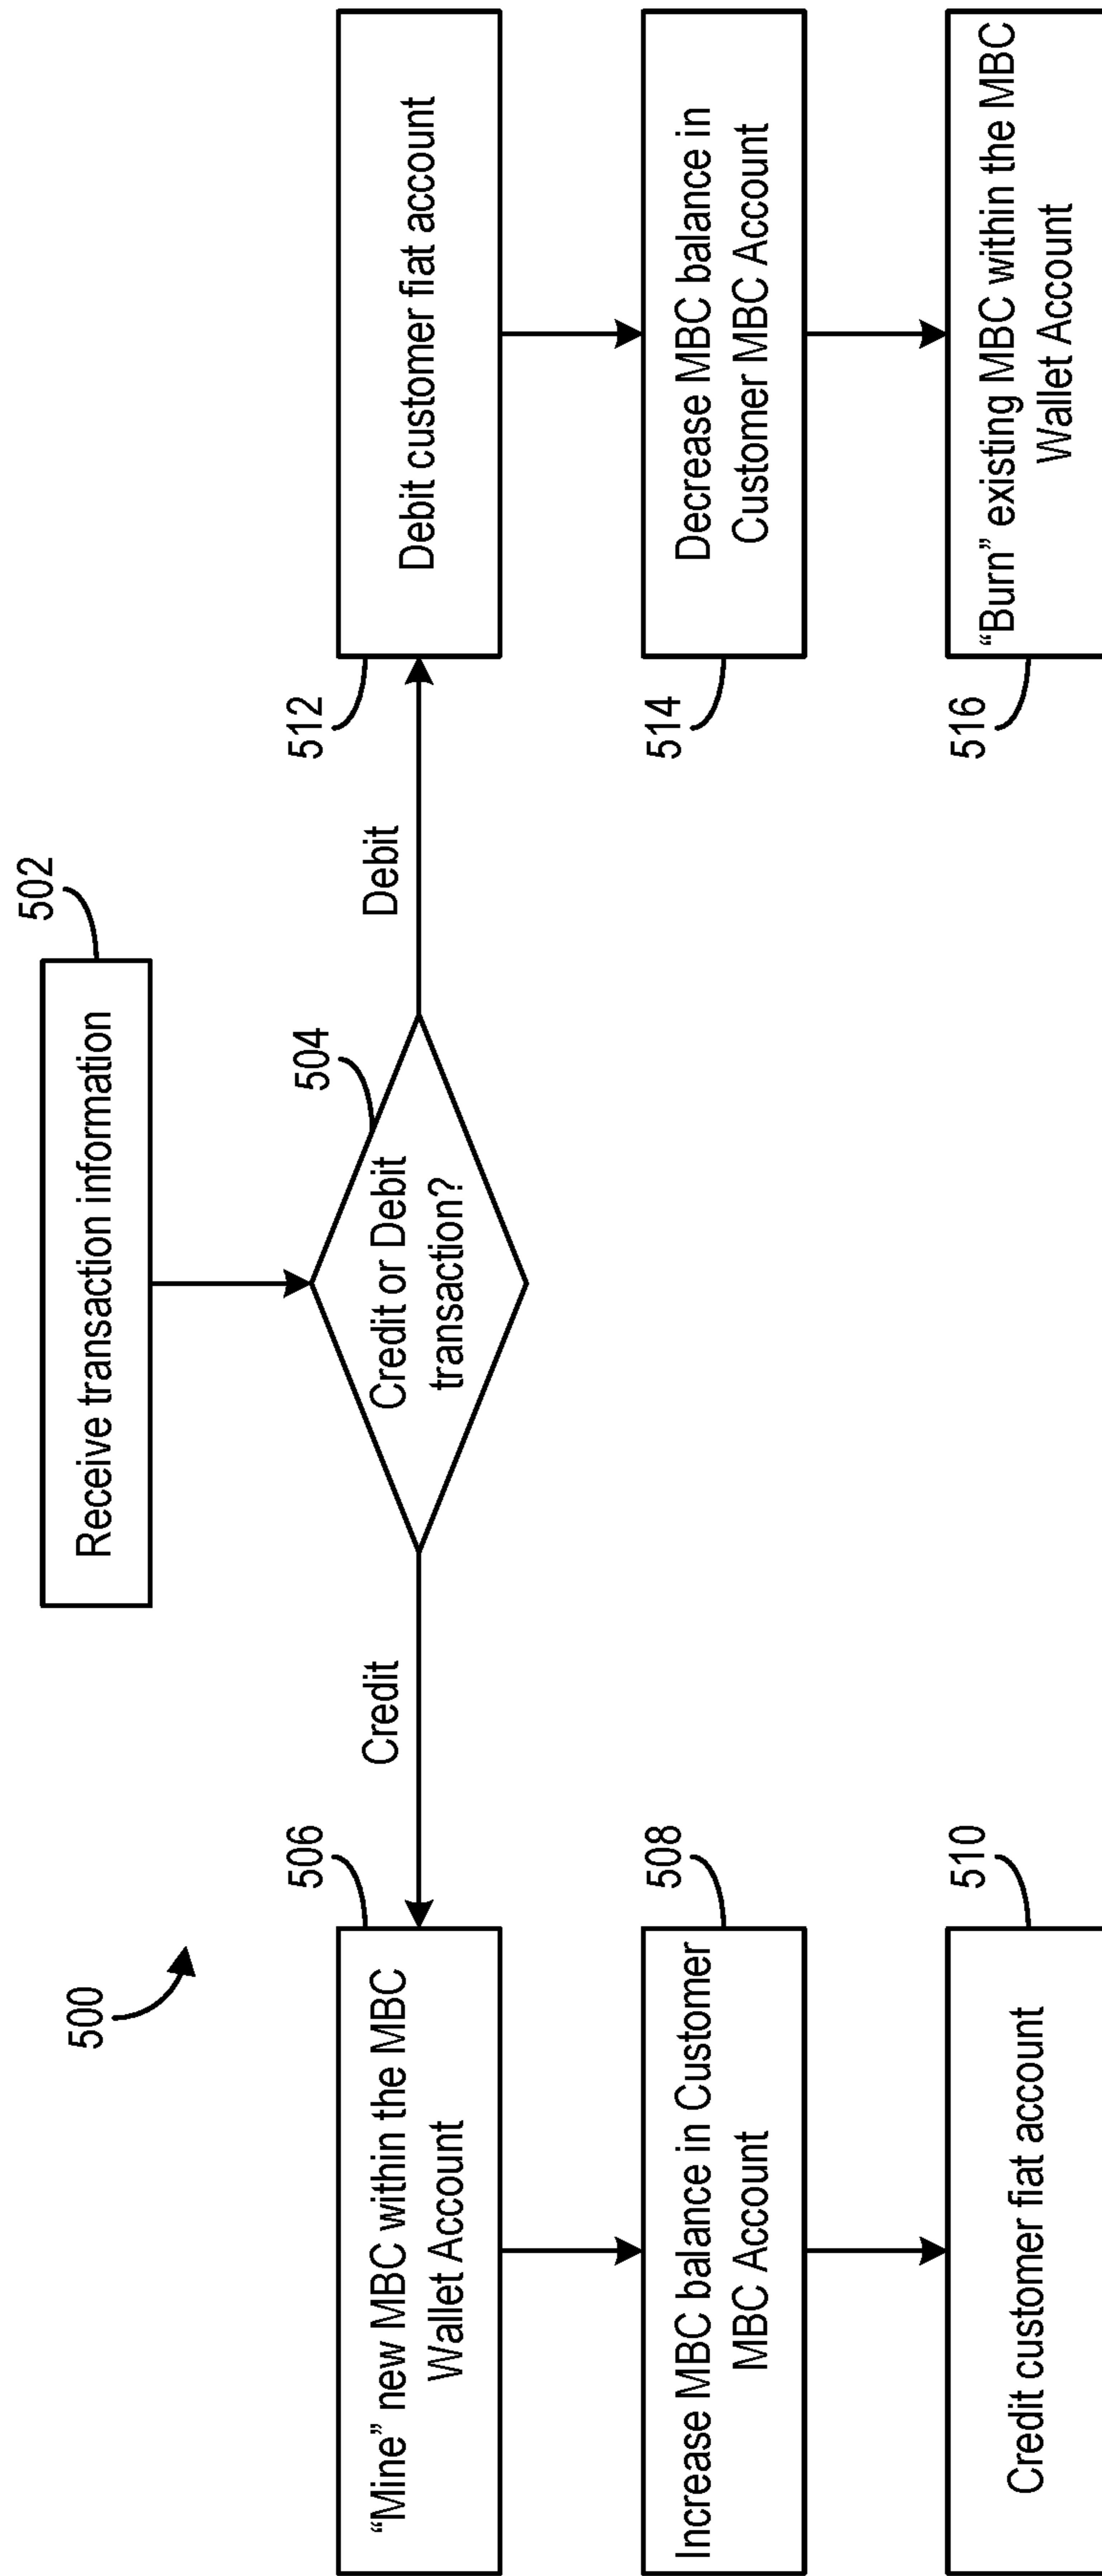 500
502
Receive transaction information
504
Credit or Debit
transaction?
Credit
Debit
506
“Mine” new MBC within the MBC
Wallet Account
508
Increase MBC balance in Customer
MBC Account
510
Credit customer fiat account
512
Debit customer fiat account
514
Decrease MBC balance in
Customer MBC Account
516
“Burn” existing MBC within the MBC
Wallet Account